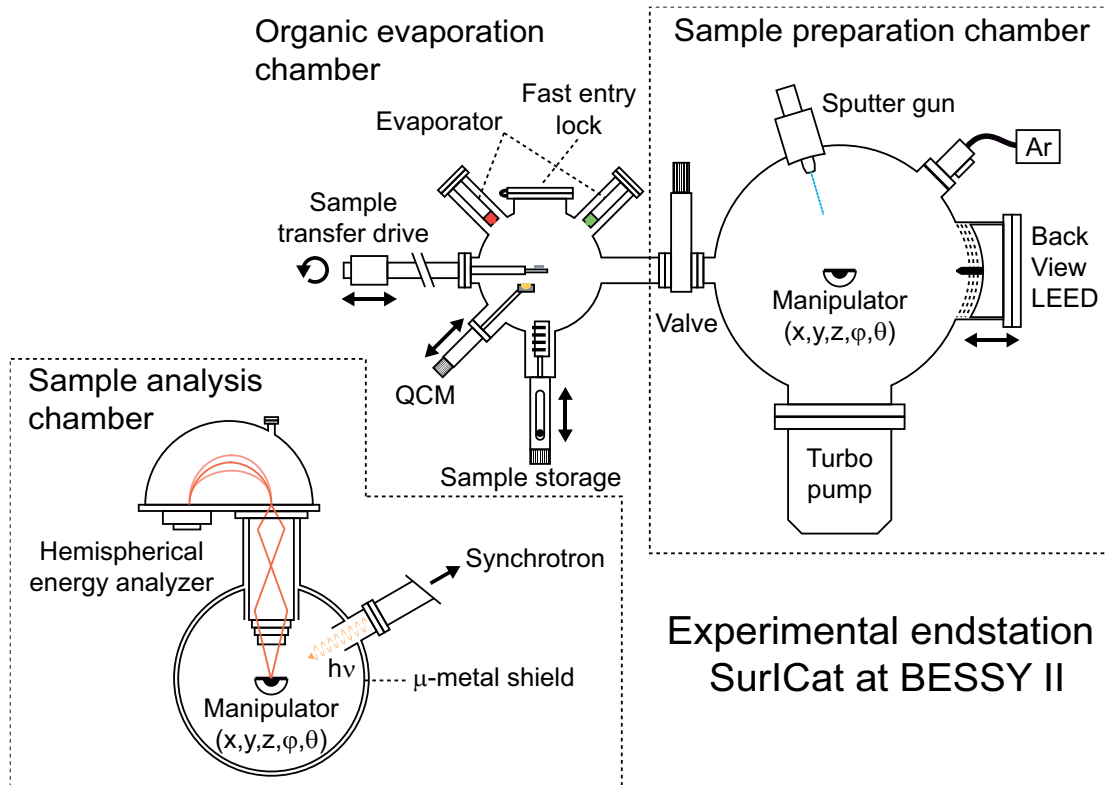 Organic evaporation
chamber
Sample preparation chamber
Fast entry
lock
Evaporator
Sputter gun
Ar
Sample
transfer drive
Back
View
LEED
Manipulator
(x,y,z,φ,θ)
Valve
QCM
Sample storage
Turbo
pump
Sample analysis
chamber
Hemispherical
energy analyzer
Synchrotron
hν
μ-metal shield
Manipulator
(x,y,z,φ,θ)
Experimental endstation
SurICat at BESSY II